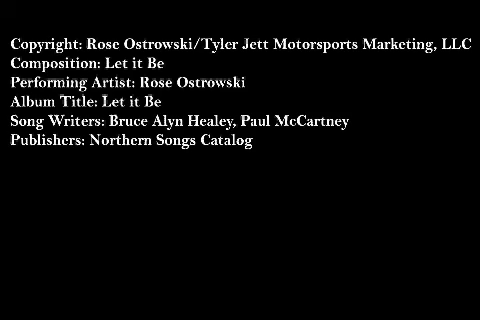 Copyright: Rose Ostrowski/Tyler Jett Motorsports Marketing, LLC
Composition: Let it Be
Performing Artist: Rose Ostrowski
Album Title: Let it Be
Song Writers: Bruce Alyn Healey, Paul McCartney
Publishers: Northern Songs Catalog